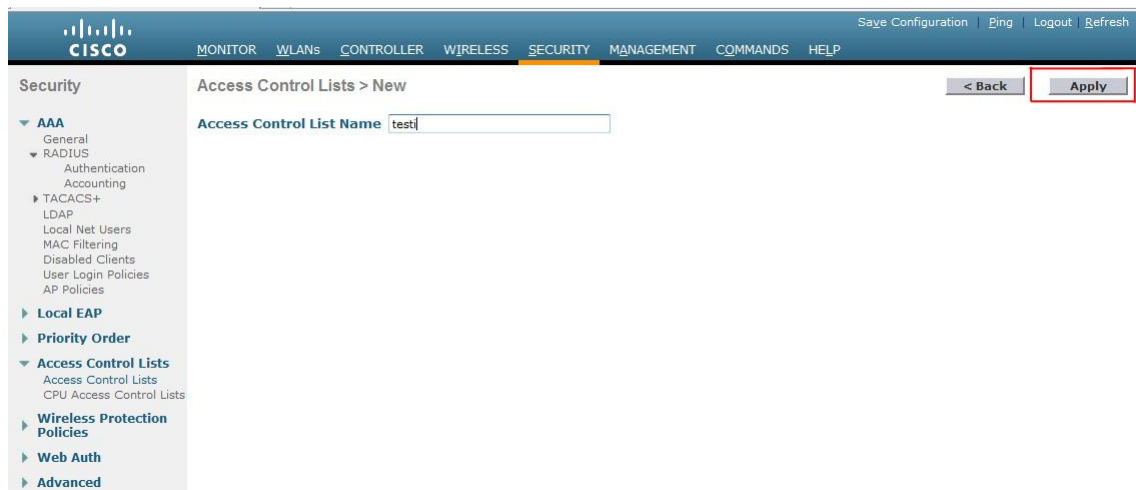 Save Configuration | Ping | Logout | Refresh
CISCO
MONITOR WLANs CONTROLLER WIRELESS SECURITY MANAGEMENT COMMANDS HELP
Security
AAA
General
RADIUS
Authentication
Accounting
TACACS+
LDAP
Local Net Users
MAC Filtering
Disabled Clients
User Login Policies
AP Policies
Local EAP
Priority Order
Access Control Lists
Access Control Lists
CPU Access Control Lists
Wireless Protection
Policies
Web Auth
Advanced
Access Control Lists > New
< Back
Apply
Access Control List Name testi